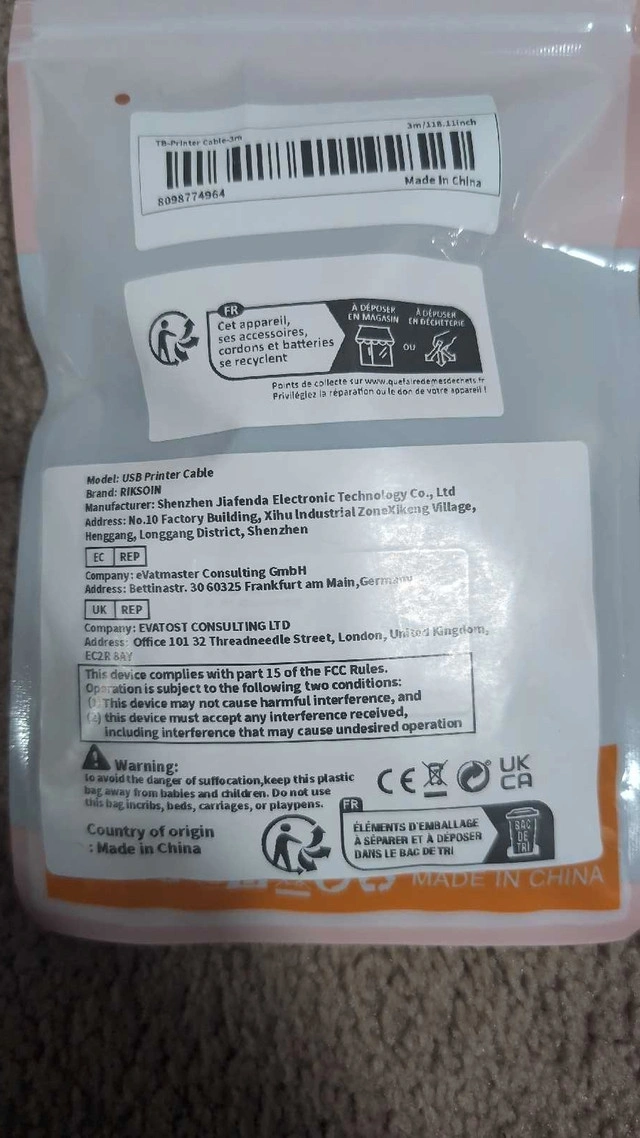 3m/118.11inch
TB-Printer Cable-3m
8098774964
Made In China
FR
Cet appareil,
ses accessoires,
cordons et batteries
se recyclent
À DÉPOSER
EN MAGASIN
OU
À DÉPOSER
EN DÉCHÈTERIE
Points de collecte sur www.quefairedemesdechets.fr
Privilégiez la réparation ou le don de votre appareil !
Model: USB Printer Cable
Brand: RIKSOIN
Manufacturer: Shenzhen Jiafenda Electronic Technology Co., Ltd
Address: No.10 Factory Building, Xihu Industrial ZoneXikeng Village,
Henggang, Longgang District, Shenzhen
EC REP
Company: eVatmaster Consulting GmbH
Address: Bettinastr. 30 60325 Frankfurt am Main,Germany
UK REP
Company: EVATOST CONSULTING LTD
Address: Office 101 32 Threadneedle Street, London, United Kingdom,
EC2R 8AY
This device complies with part 15 of the FCC Rules.
Operation is subject to the following two conditions:
(1) This device may not cause harmful interference, and
(2) this device must accept any interference received,
including interference that may cause undesired operation
Warning:
to avoid the danger of suffocation,keep this plastic
bag away from babies and children. Do not use
this bag incribs, beds, carriages, or playpens.
CE
UK
CA
Country of origin
: Made in China
FR
ÉLÉMENTS D'EMBALLAGE
À SÉPARER ET À DÉPOSER
DANS LE BAC DE TRI
BAC
DE
TRI
MADE IN CHINA